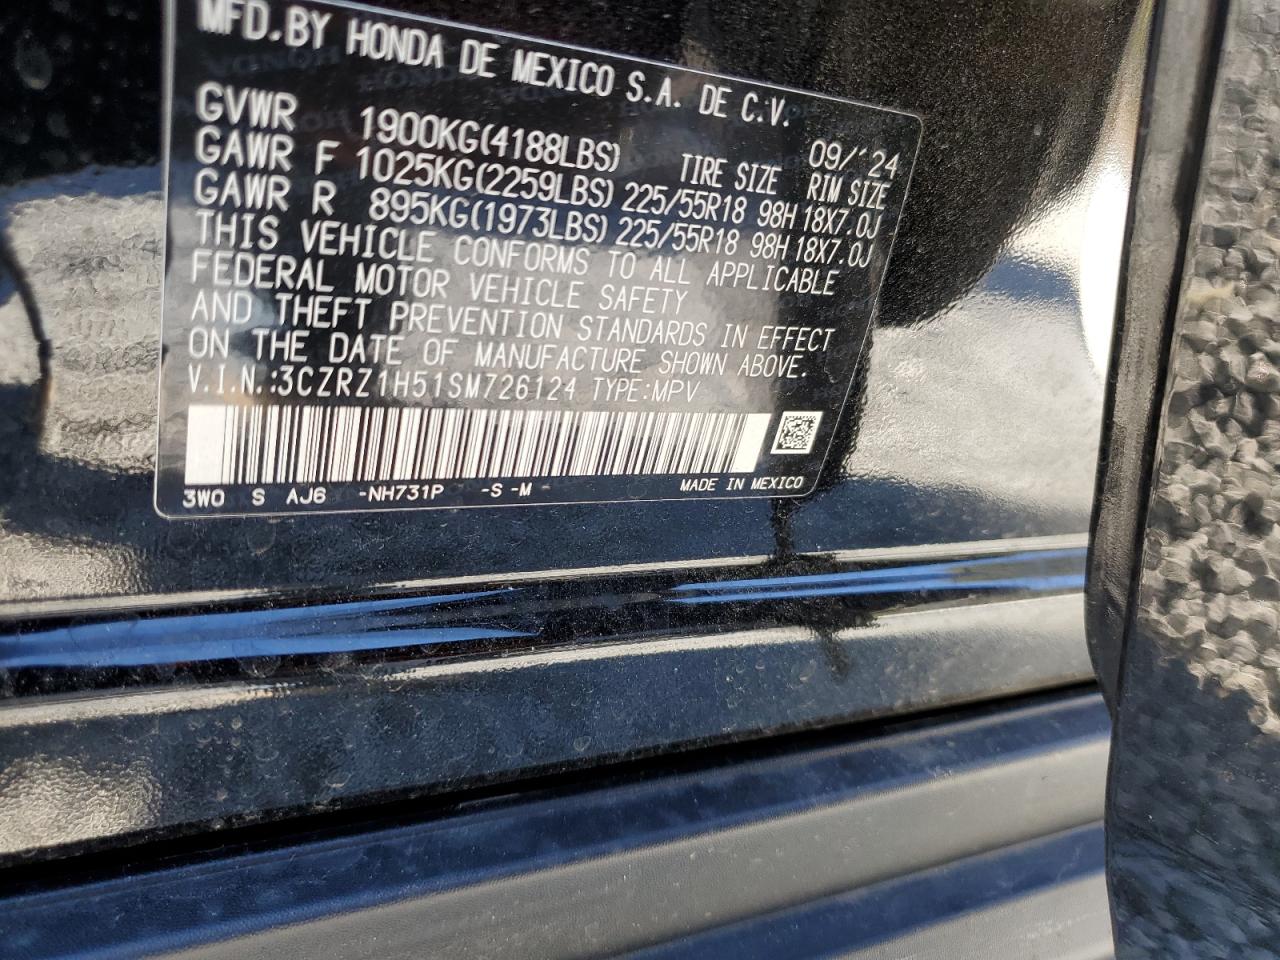 MFD.BY HONDA DE MEXICO S.A. DE C.V.
09/'24
GVWR 1900KG(4188LBS) TIRE SIZE RIM SIZE
GAWR F 1025KG(2259LBS) 225/55R18 98H 18X7.0J
GAWR R 895KG(1973LBS) 225/55R18 98H 18X7.0J
THIS VEHICLE CONFORMS TO ALL APPLICABLE
FEDERAL MOTOR VEHICLE SAFETY
AND THEFT PREVENTION STANDARDS IN EFFECT
ON THE DATE OF MANUFACTURE SHOWN ABOVE.
V.I.N.:3CZRZ1H51SM726124 TYPE:MPV
3W0 S AJ6 -NH731P -S -M- MADE IN MEXICO